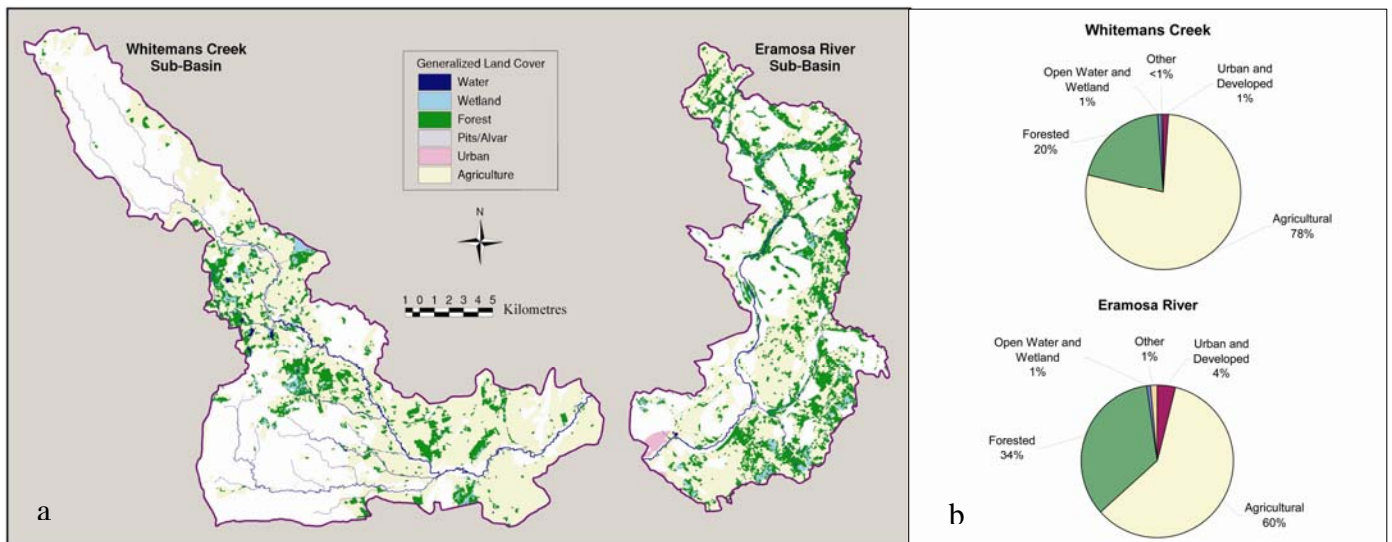 Whitemans Creek
Sub-Basin
Generalized Land Cover
Water
Wetland
Forest
Pits/Alvar
Urban
Agriculture
N
1 0 1 2 3 4 5
Kilometres
Eramosa River
Sub-Basin
a
Whitemans Creek
Other
<1%
Urban and
Developed
1%
Open Water and
Wetland
1%
Forested
20%
Agricultural
78%
Eramosa River
Open Water and
Wetland
1%
Other
1%
Urban and
Developed
4%
Forested
34%
Agricultural
60%
b